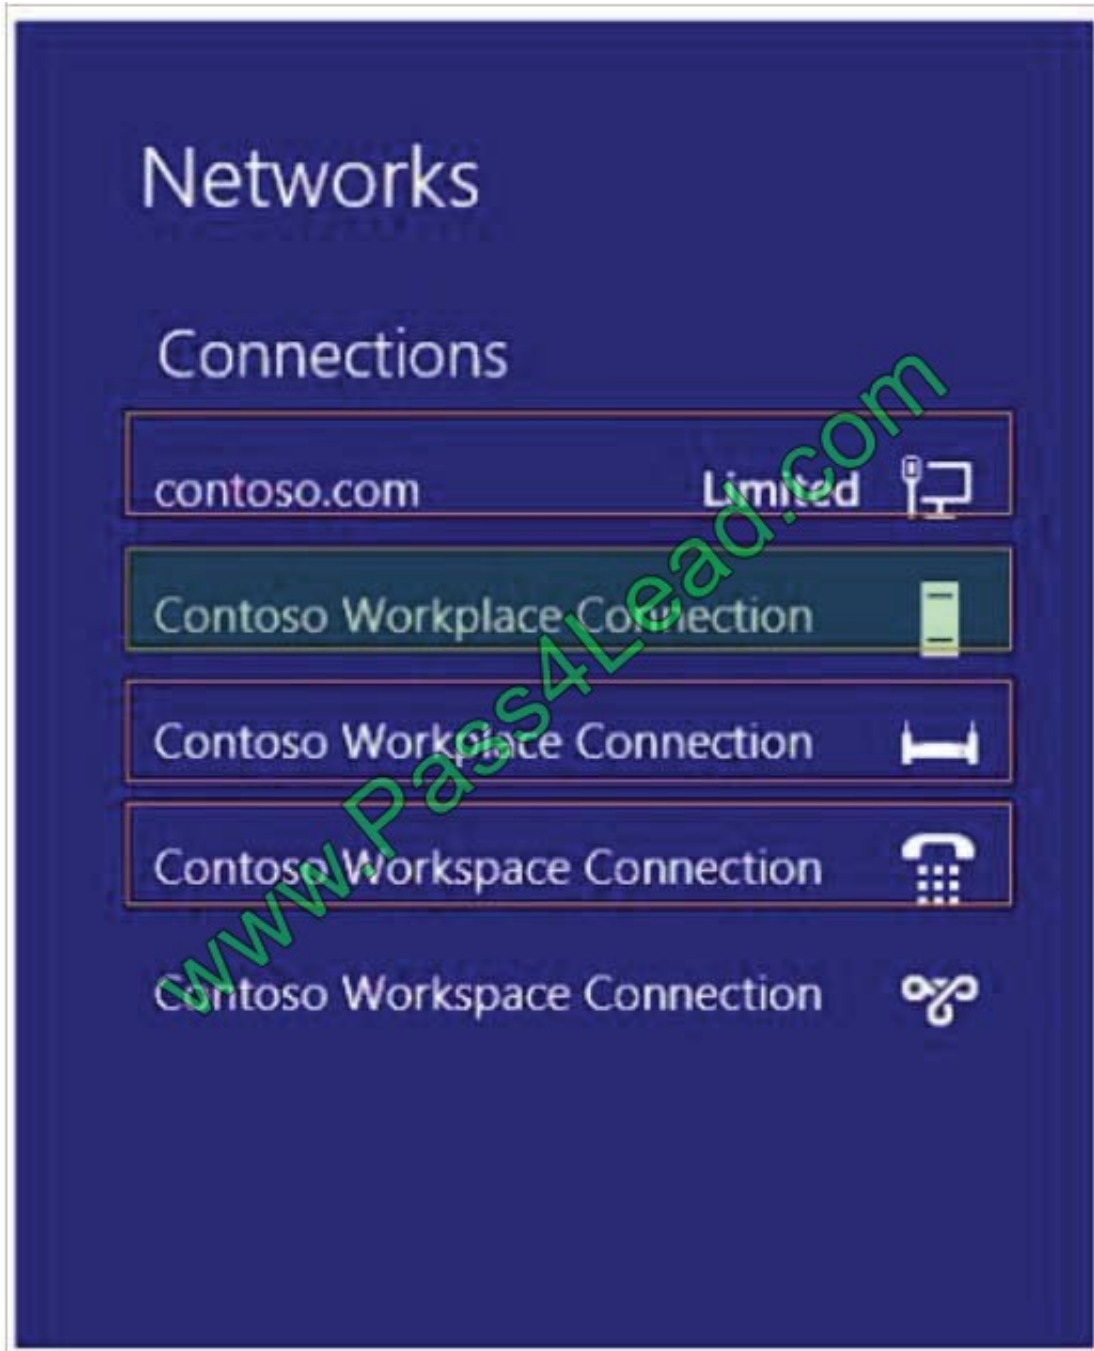 Networks
Connections
contoso.com Limited
Contoso Workplace Connection
Contoso Workplace Connection
Contoso Workspace Connection
Contoso Workspace Connection
www.Pass4Lead.com